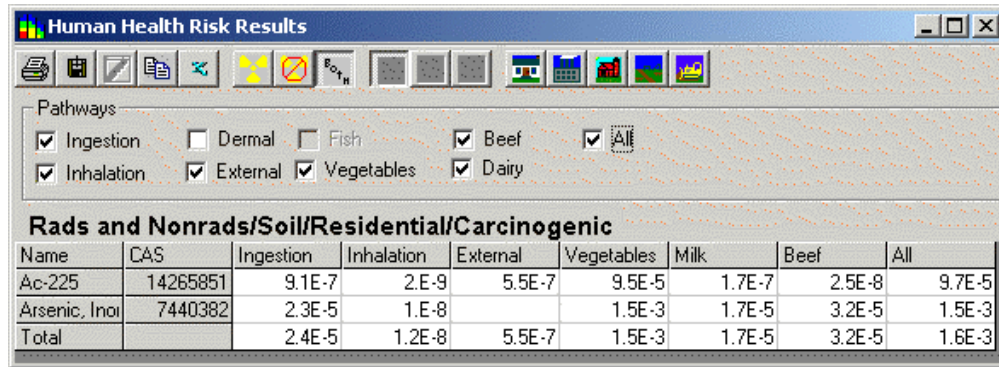 Human Health Risk Results
Both
Pathways
Ingestion Dermal Fish Beef All
Inhalation External Vegetables Dairy
Rads and Nonrads/Soil/Residential/Carcinogenic
Name CAS Ingestion Inhalation External Vegetables Milk Beef All
Ac-225 14265851 9.1E-7 2.E-9 5.5E-7 9.5E-5 1.7E-7 2.5E-8 9.7E-5
Arsenic, Inor 7440382 2.3E-5 1.E-8 1.5E-3 1.7E-5 3.2E-5 1.5E-3
Total 2.4E-5 1.2E-8 5.5E-7 1.5E-3 1.7E-5 3.2E-5 1.6E-3